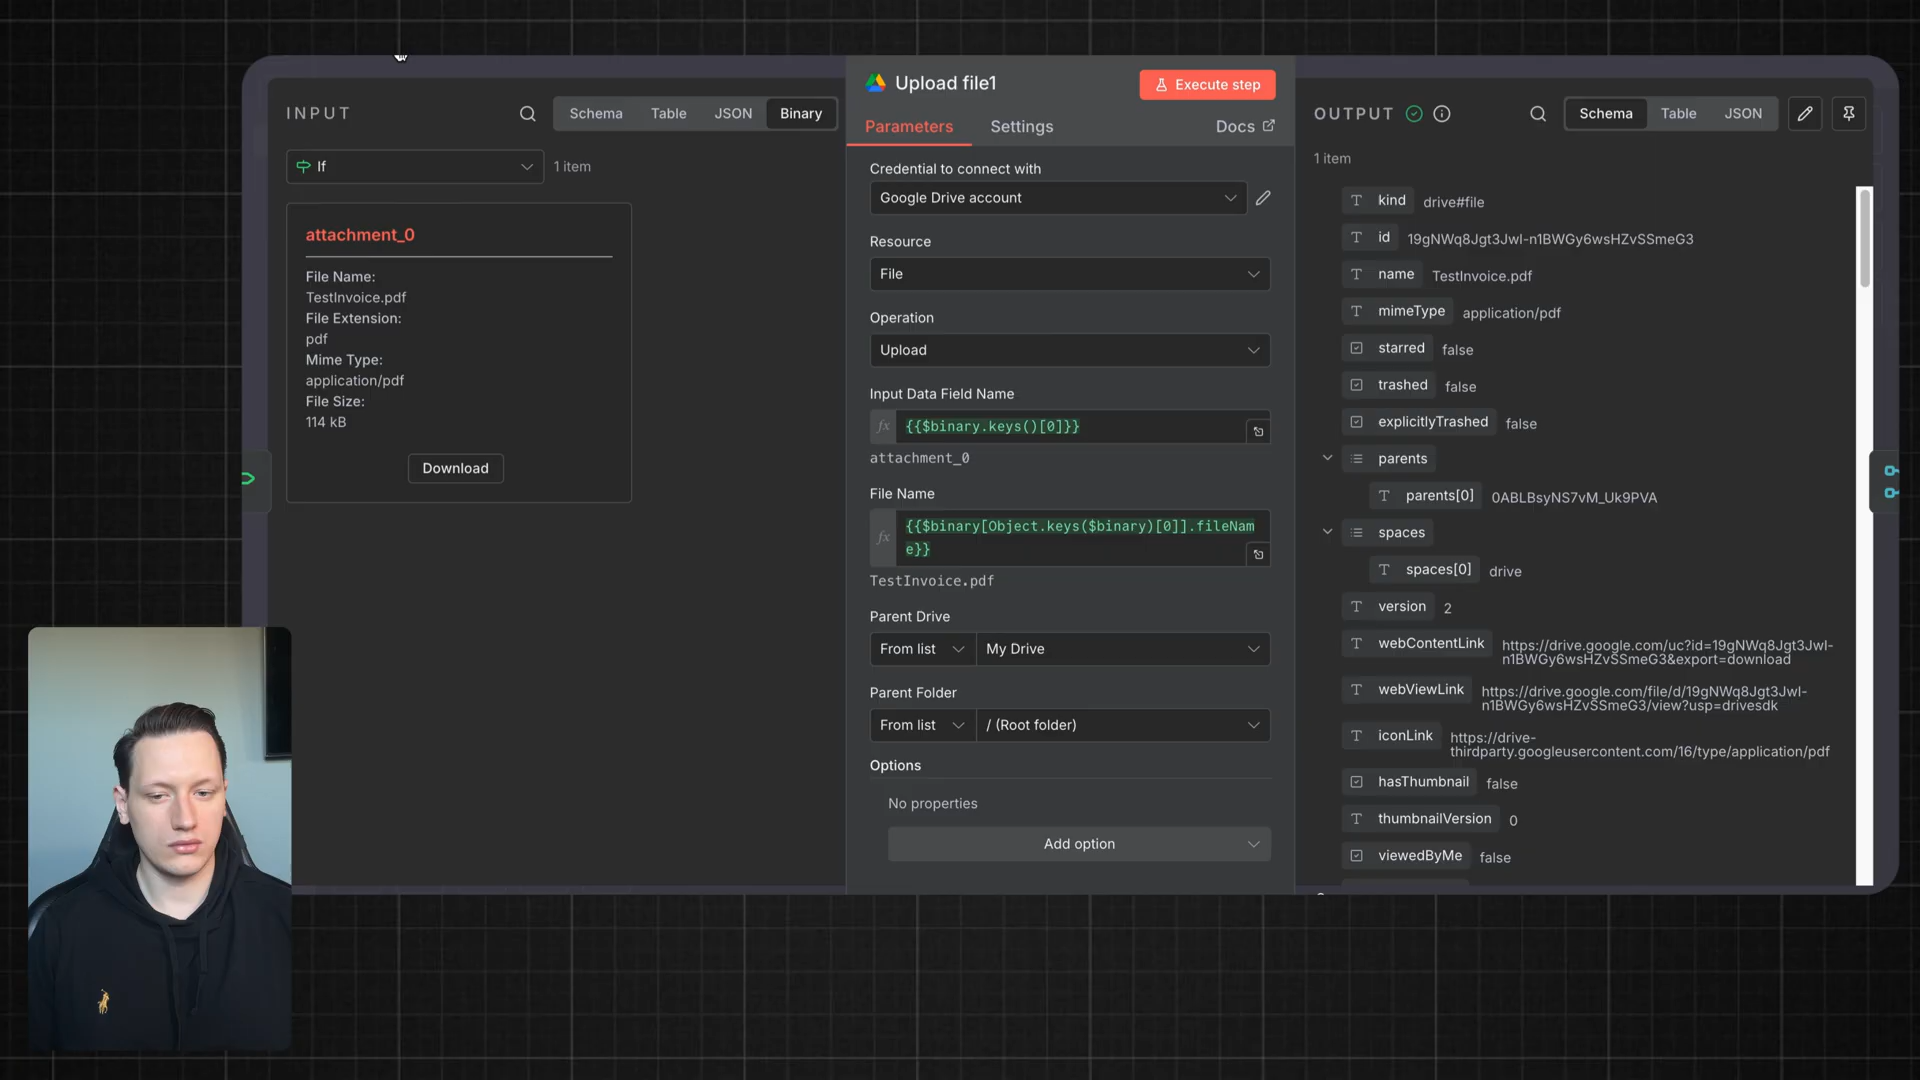 INPUT
Schema
Table
JSON
Binary
If
1 item
attachment_0
File Name:
TestInvoice.pdf
File Extension:
pdf
Mime Type:
application/pdf
File Size:
114 kB
Download
Upload file1
Execute step
Parameters
Settings
Docs
Credential to connect with
Google Drive account
Resource
File
Operation
Upload
Input Data Field Name
fx
{{$binary.keys()[0]}}
attachment_0
File Name
fx
{{$binary[Object.keys($binary)[0]].fileNam
e}}
TestInvoice.pdf
Parent Drive
From list
My Drive
Parent Folder
From list
/ (Root folder)
Options
No properties
Add option
OUTPUT
Schema
Table
JSON
1 item
T kind drive#file
T id 19gNWq8Jgt3Jwl-n1BWGy6wsHZvSSmeG3
T name TestInvoice.pdf
T mimeType application/pdf
starred false
trashed false
explicitlyTrashed false
parents
T parents[0] 0ABLBsyNS7vM_Uk9PVA
spaces
T spaces[0] drive
T version 2
T webContentLink https://drive.google.com/uc?id=19gNWq8Jgt3Jwl-
n1BWGy6wsHZvSSmeG3&export=download
T webViewLink https://drive.google.com/file/d/19gNWq8Jgt3Jwl-
n1BWGy6wsHZvSSmeG3/view?usp=drivesdk
T iconLink https://drive-
thirdparty.googleusercontent.com/16/type/application/pdf
hasThumbnail false
T thumbnailVersion 0
viewedByMe false